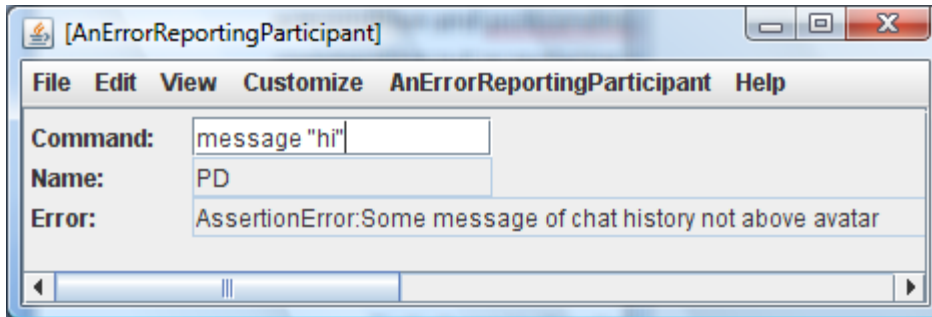 [AnErrorReportingParticipant]
File Edit View Customize AnErrorReportingParticipant Help
Command: message "hi"
Name: PD
Error: AssertionError:Some message of chat history not above avatar